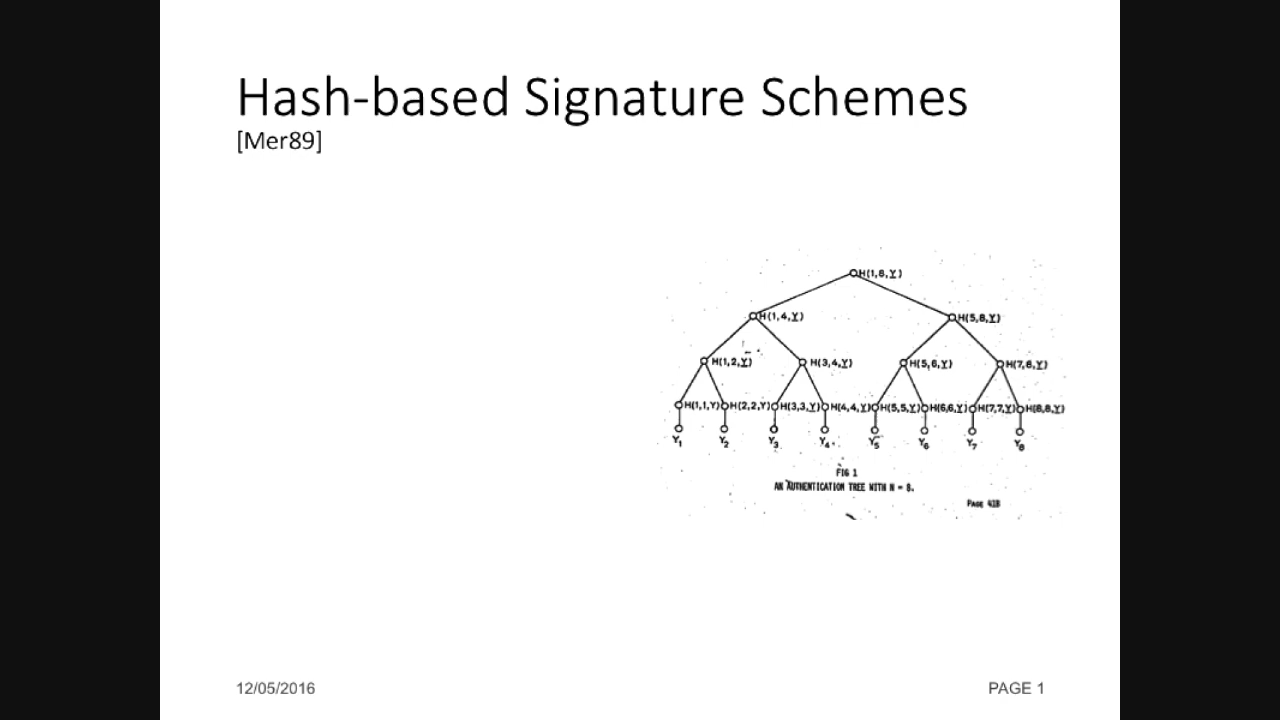 Hash-based Signature Schemes
[Mer89]
H(1,8,Y)
H(1,4,Y)
H(5,8,Y)
H(1,2,Y)
H(3,4,Y)
H(5,6,Y)
H(7,8,Y)
H(1,1,Y) H(2,2,Y) H(3,3,Y) H(4,4,Y) H(5,5,Y) H(6,6,Y) H(7,7,Y) H(8,8,Y)
Y1 Y2 Y3 Y4 Y5 Y6 Y7 Y8
FIG 1
AN AUTHENTICATION TREE WITH N = 8.
PAGE 41B
12/05/2016
PAGE 1